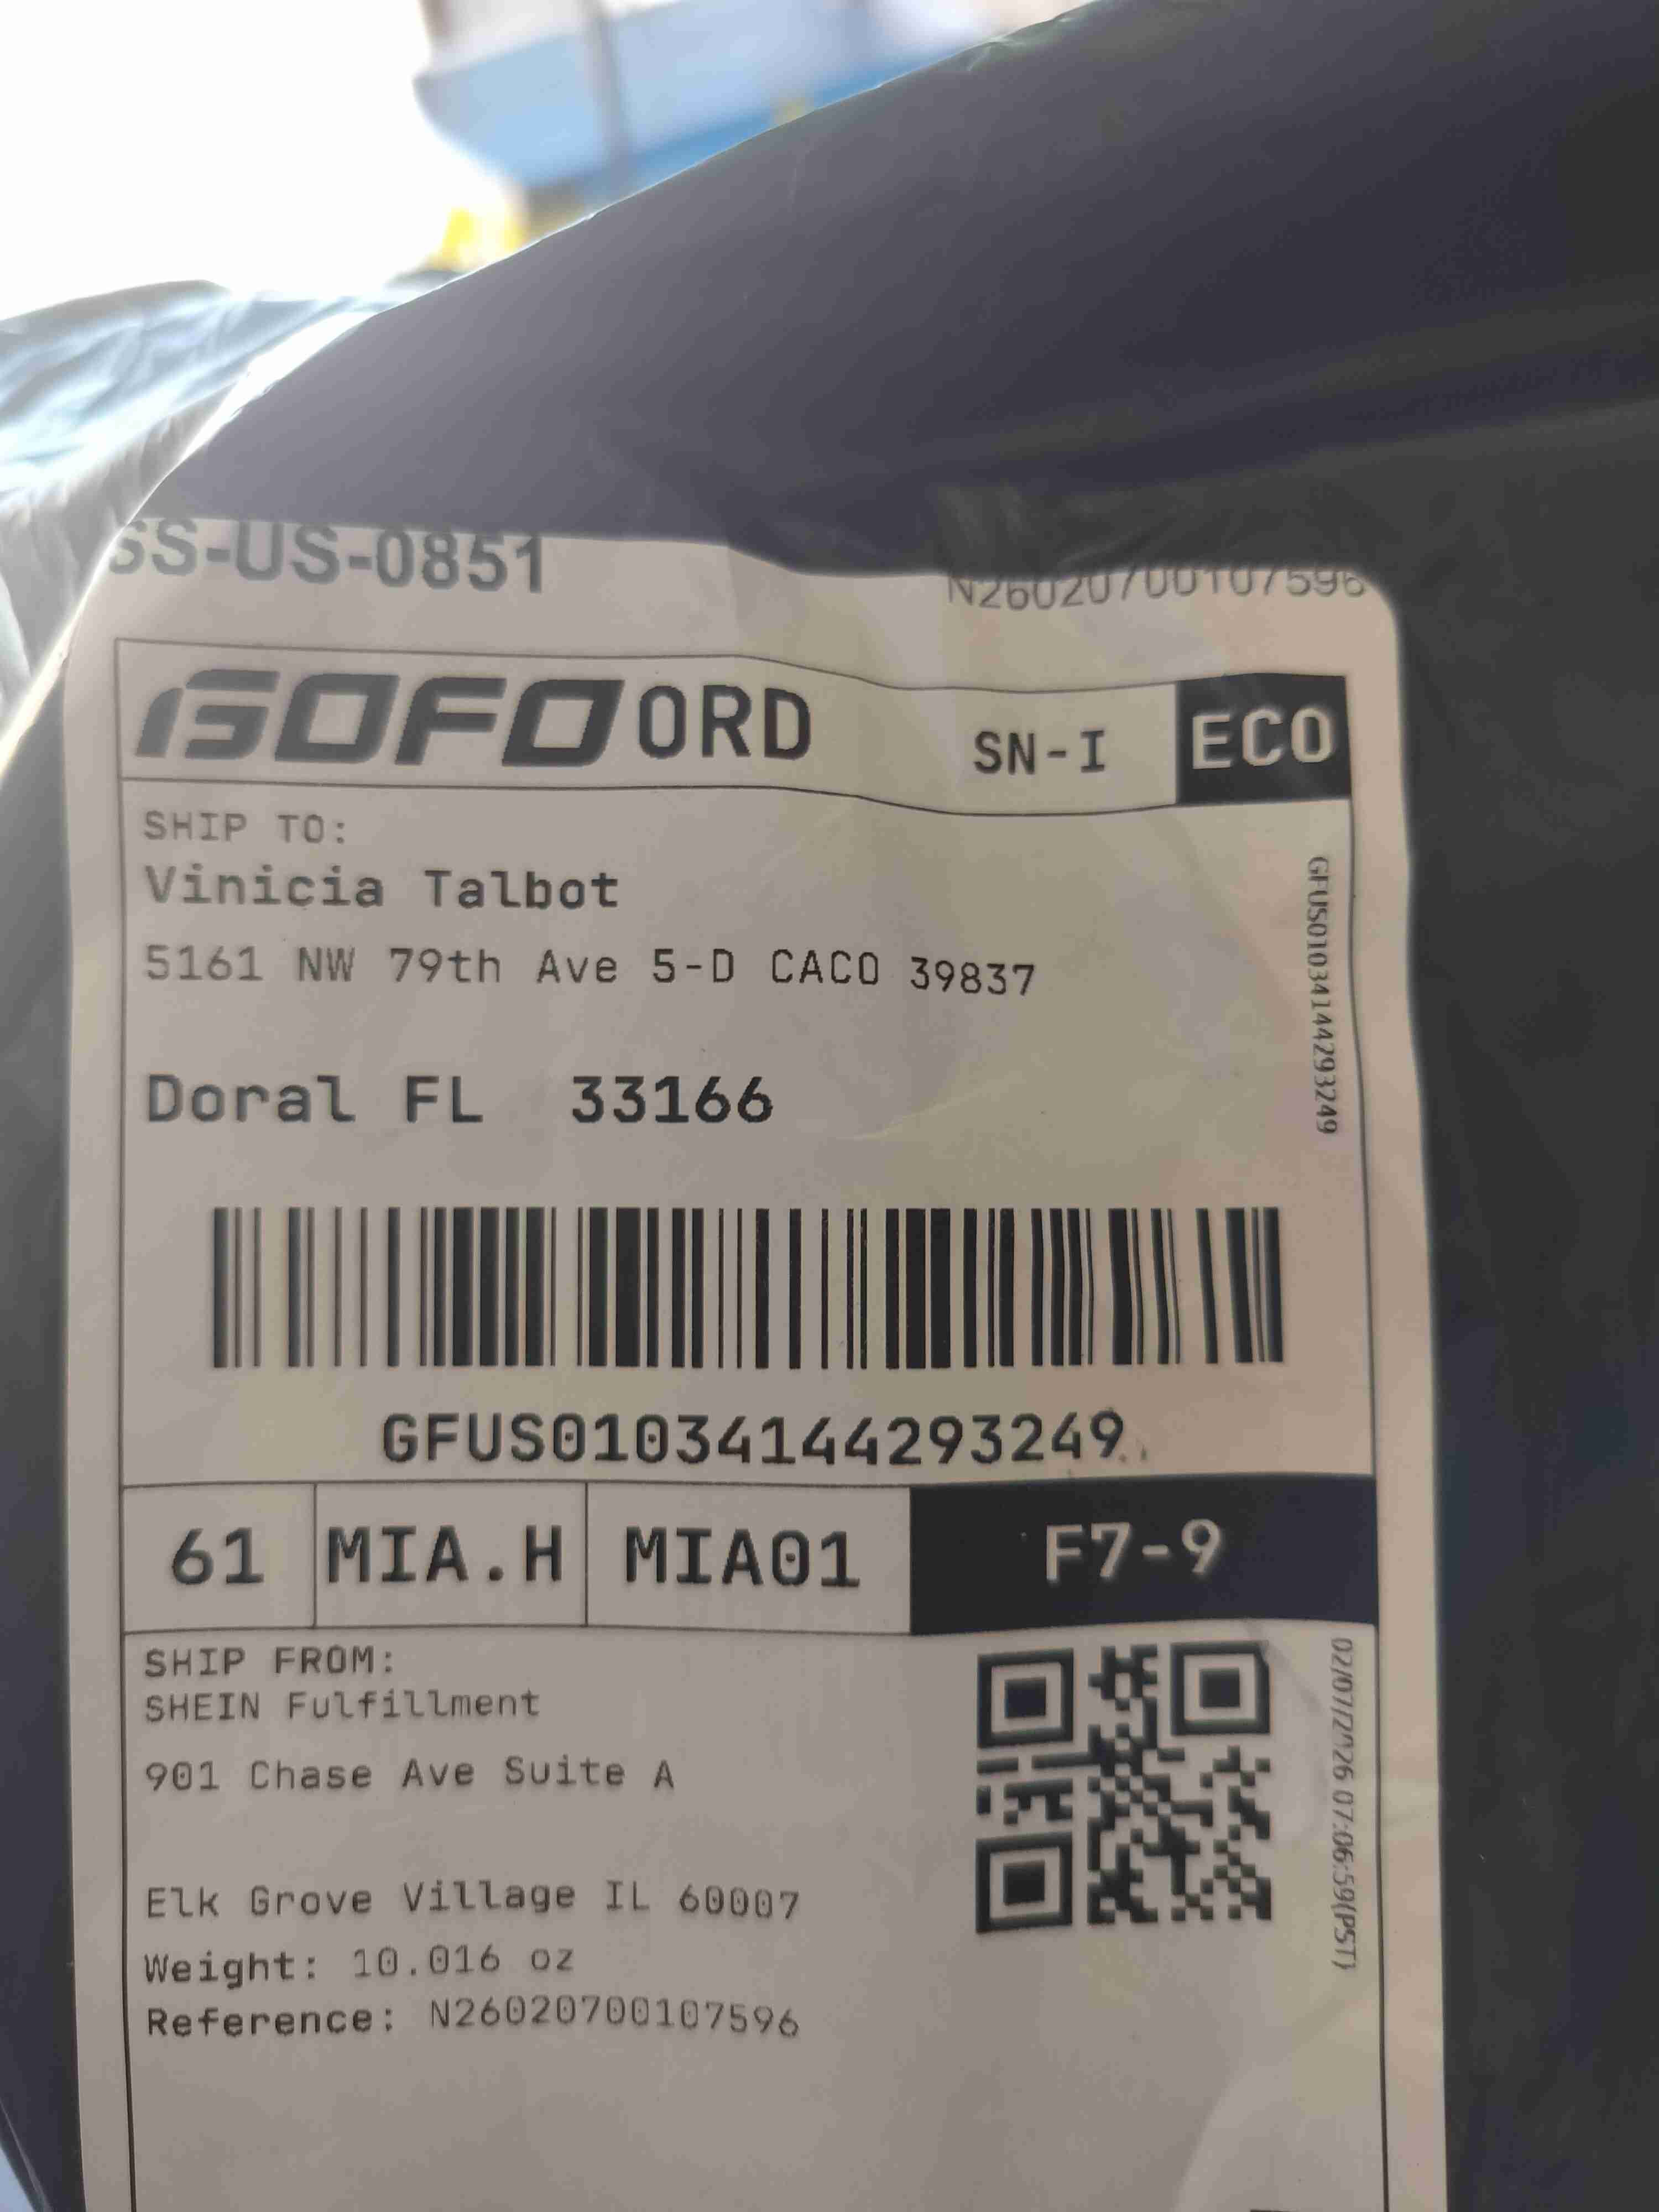 SS-US-0851
N26020700107596
GOFO ORD SN-I ECO
SHIP TO:
Vinicia Talbot
5161 NW 79th Ave 5-D CACO 39837
Doral FL 33166
GFUS01034144293249
GFUS01034144293249
61 MIA.H MIA01 F7-9
SHIP FROM:
SHEIN Fulfillment
901 Chase Ave Suite A
Elk Grove Village IL 60007
Weight: 10.016 oz
Reference: N26020700107596
02/07/2026 07:06:59(PST)